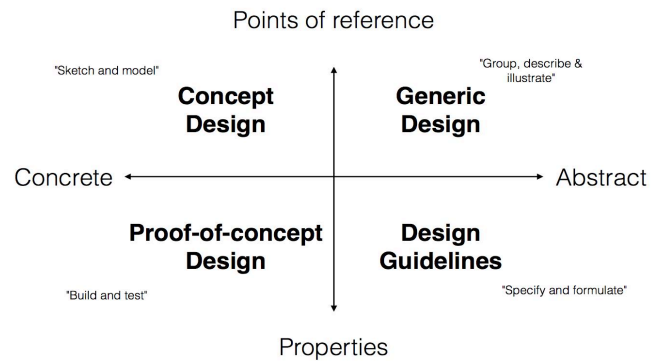 Points of reference
"Sketch and model"
"Group, describe &
illustrate"
Concept
Design
Generic
Design
Concrete
Abstract
Proof-of-concept
Design
Design
Guidelines
"Build and test"
"Specify and formulate"
Properties